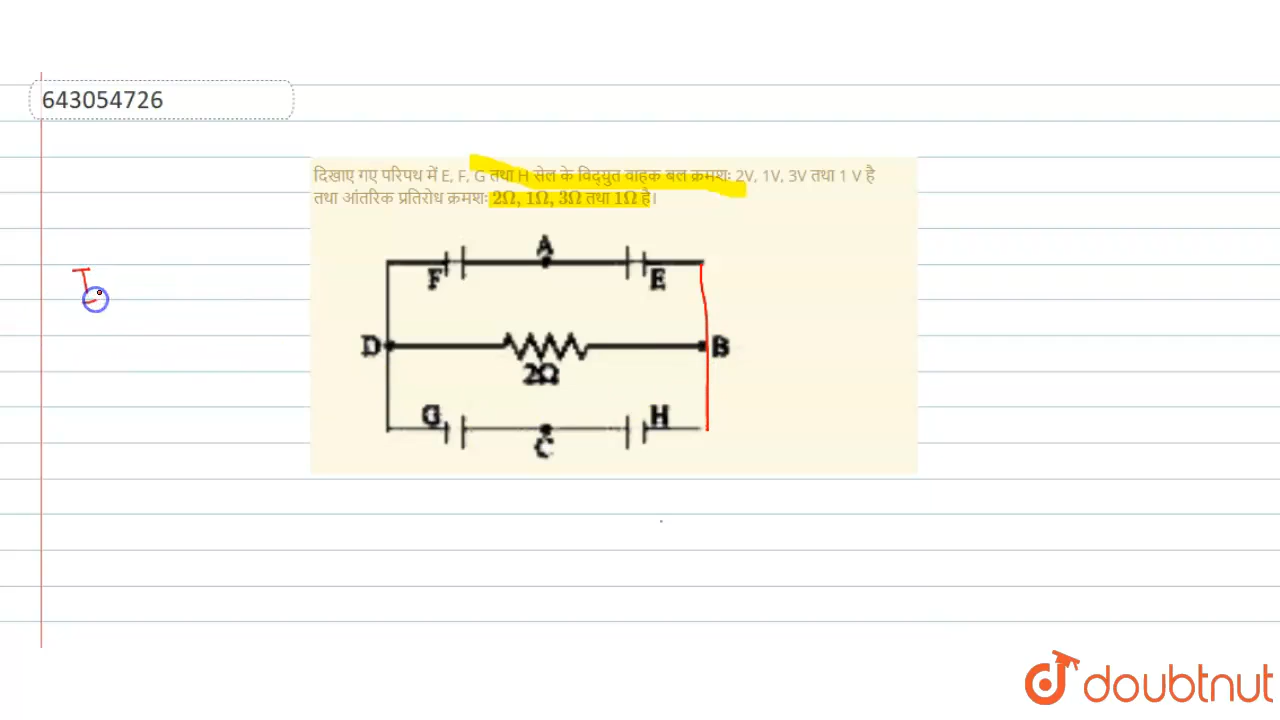 643054726
दिखाए गए परिपथ में E, F, G तथा H सेल के विद्युत वाहक बल क्रमशः 2V, 1V, 3V तथा 1 V है
तथा आंतरिक प्रतिरोध क्रमशः 2Ω, 1Ω, 3Ω तथा 1Ω है।
A
F E
D B
2Ω
G H
C
doubtnut